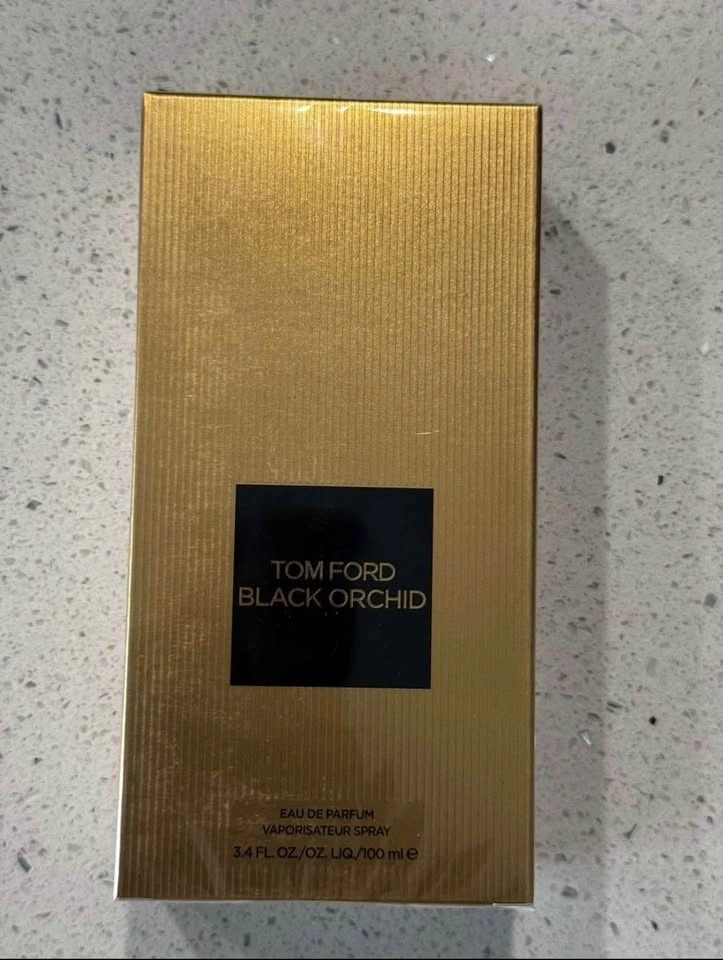 TOM FORD
BLACK ORCHID
EAU DE PARFUM
VAPORISATEUR SPRAY
3.4 FL. OZ./OZ. LIQ./100 ml ℮